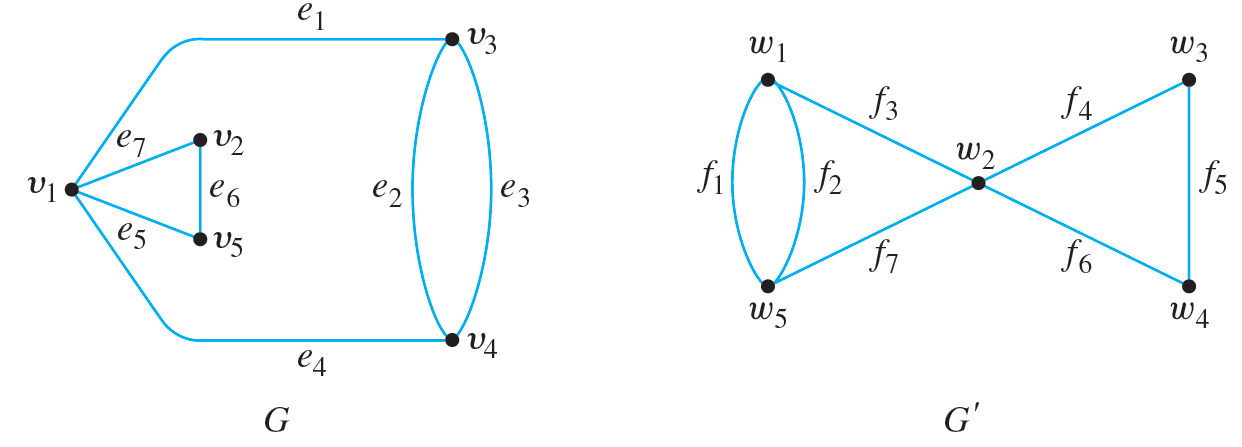 e₁
v₃
e₇
v₂
v₁
e₆
e₂
e₃
e₅
v₅
v₄
e₄
G
w₁
w₃
f₃
f₄
w₂
f₁
f₂
f₅
f₇
f₆
w₅
w₄
G′